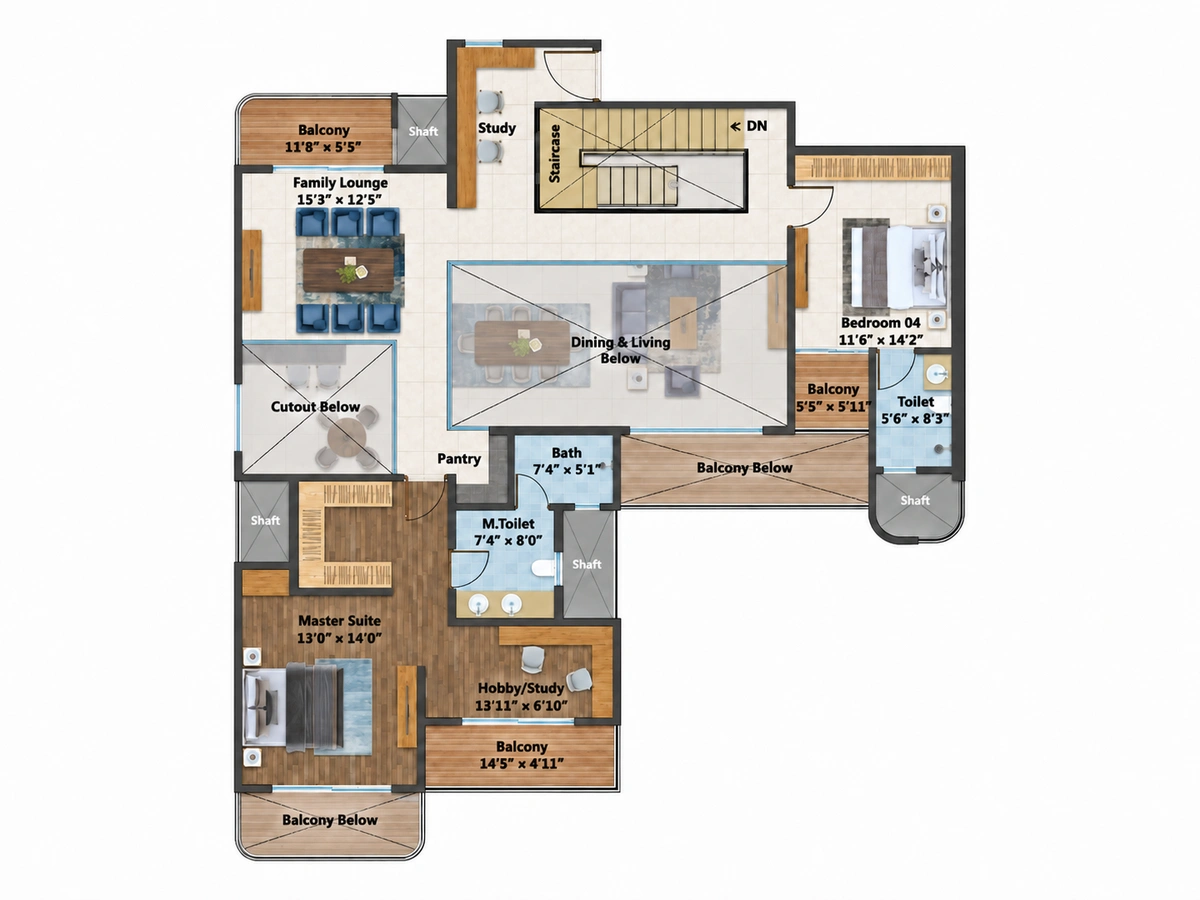 Balcony
11’8” × 5’5”
Shaft
Study
Staircase
DN
Family Lounge
15’3” × 12’5”
Bedroom 04
11’6” × 14’2”
Dining & Living
Below
Cutout Below
Balcony
5’5” × 5’11”
Toilet
5’6” × 8’3”
Pantry
Bath
7’4” × 5’1”
Balcony Below
Shaft
Shaft
M.Toilet
7’4” × 8’0”
Shaft
Master Suite
13’0” × 14’0”
Hobby/Study
13’11” × 6’10”
Balcony
14’5” × 4’11”
Balcony Below